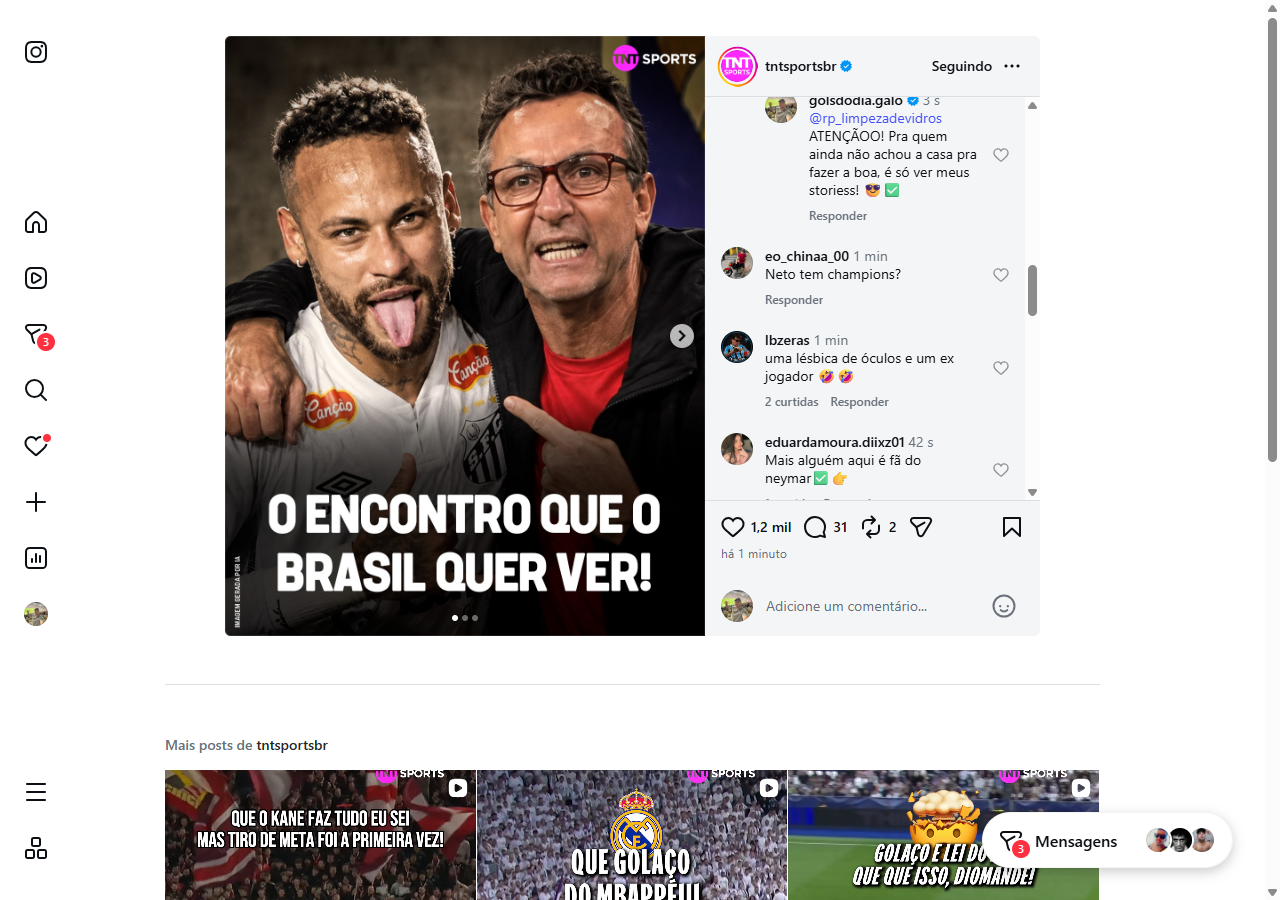 TNT SPORTS
O ENCONTRO QUE O
BRASIL QUER VER!
IMAGEM GERADA POR IA
TNT
SPORTS
tntsportsbr
Seguindo
golsdodia.galo 3 s
@rp_limpezadevidros
ATENÇÃOO! Pra quem
ainda não achou a casa pra
fazer a boa, é só ver meus
storiess! 😎 ✅
Responder
eo_chinaa_00 1 min
Neto tem champions?
Responder
lbzeras 1 min
uma lésbica de óculos e um ex
jogador 🤣 🤣
2 curtidas Responder
eduardamoura.diixz01 42 s
Mais alguém aqui é fã do
neymar✅ 👉
1,2 mil 31 2
há 1 minuto
Adicione um comentário...
3
Mais posts de tntsportsbr
TNT SPORTS
QUE O KANE FAZ TUDO EU SEI
MAS TIRO DE META FOI A PRIMEIRA VEZ!
TNT SPORTS
QUE GOLAÇO
DO MBAPPÉ!!!
TNT SPORTS
GOLAÇO E LEI DO
QUE QUE ISSO, DIOMANDE!
3
Mensagens